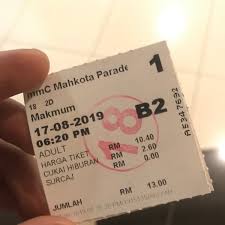 mmC Mahkota Parade
1
18 2D
Makmum
17-08-2019
06:20 PM
B2
ADULT
HARGA TIKET RM 10.40
CUKAI HIBURAN RM 2.60
SURCAJ RM 0.00
JUMLAH RM 13.00
18